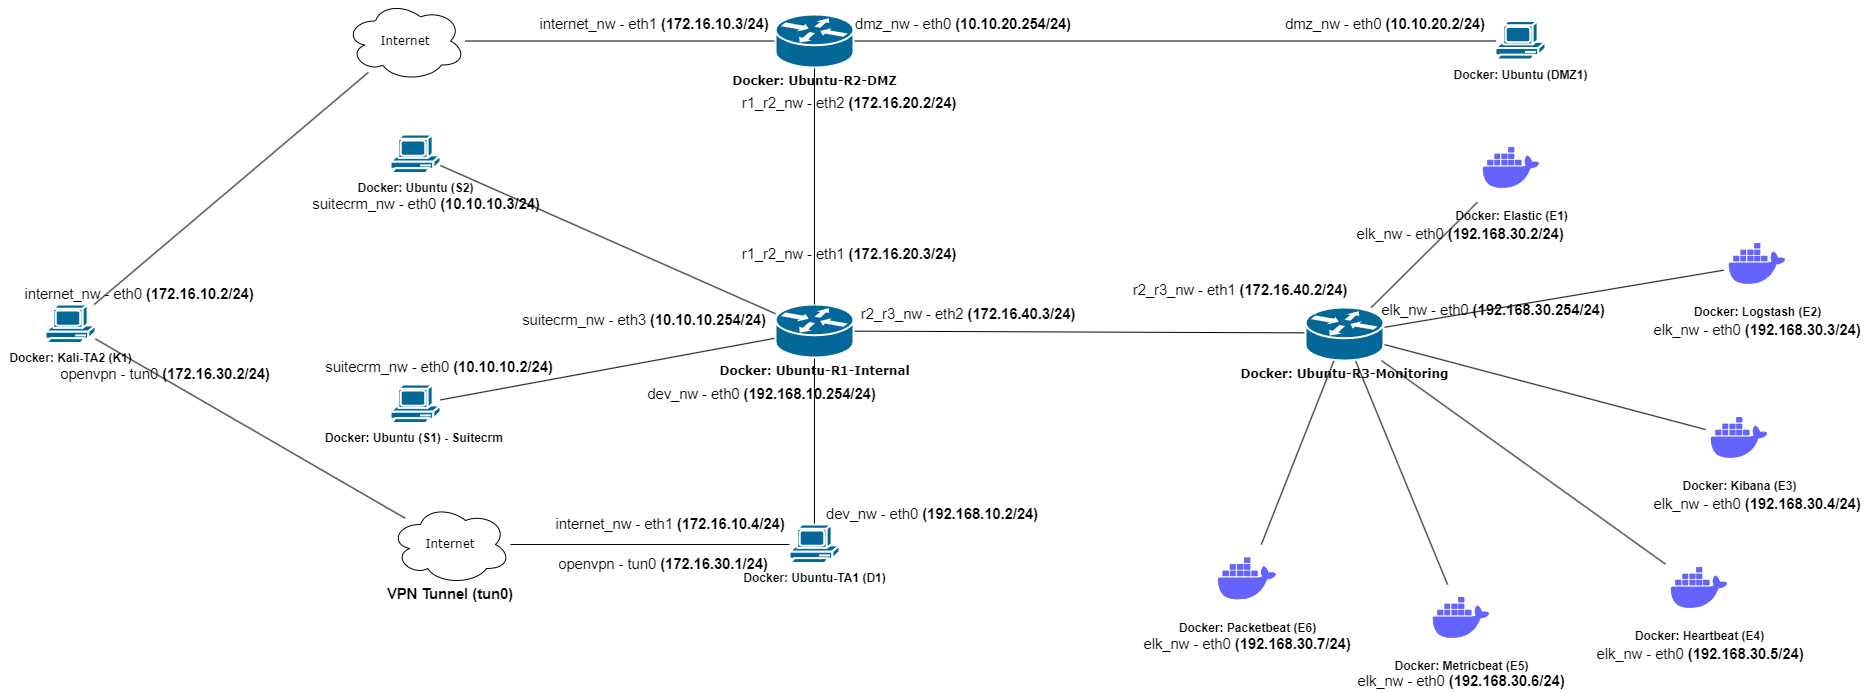 internet_nw - eth1 (172.16.10.3/24)
dmz_nw - eth0 (10.10.20.254/24)
dmz_nw - eth0 (10.10.20.2/24)
Internet
Docker: Ubuntu-R2-DMZ
Docker: Ubuntu (DMZ1)
r1_r2_nw - eth2 (172.16.20.2/24)
Docker: Ubuntu (S2)
suitecrm_nw - eth0 (10.10.10.3/24)
Docker: Elastic (E1)
elk_nw - eth0 (192.168.30.2/24)
r1_r2_nw - eth1 (172.16.20.3/24)
internet_nw - eth0 (172.16.10.2/24)
r2_r3_nw - eth1 (172.16.40.2/24)
elk_nw - eth0 (192.168.30.254/24)
Docker: Logstash (E2)
elk_nw - eth0 (192.168.30.3/24)
suitecrm_nw - eth3 (10.10.10.254/24)
r2_r3_nw - eth2 (172.16.40.3/24)
Docker: Kali-TA2 (K1)
openvpn - tun0 (172.16.30.2/24)
suitecrm_nw - eth0 (10.10.10.2/24)
Docker: Ubuntu-R1-Internal
Docker: Ubuntu-R3-Monitoring
dev_nw - eth0 (192.168.10.254/24)
Docker: Ubuntu (S1) - Suitecrm
Docker: Kibana (E3)
elk_nw - eth0 (192.168.30.4/24)
internet_nw - eth1 (172.16.10.4/24)
dev_nw - eth0 (192.168.10.2/24)
Internet
openvpn - tun0 (172.16.30.1/24)
Docker: Ubuntu-TA1 (D1)
VPN Tunnel (tun0)
Docker: Packetbeat (E6)
elk_nw - eth0 (192.168.30.7/24)
Docker: Heartbeat (E4)
elk_nw - eth0 (192.168.30.5/24)
Docker: Metricbeat (E5)
elk_nw - eth0 (192.168.30.6/24)